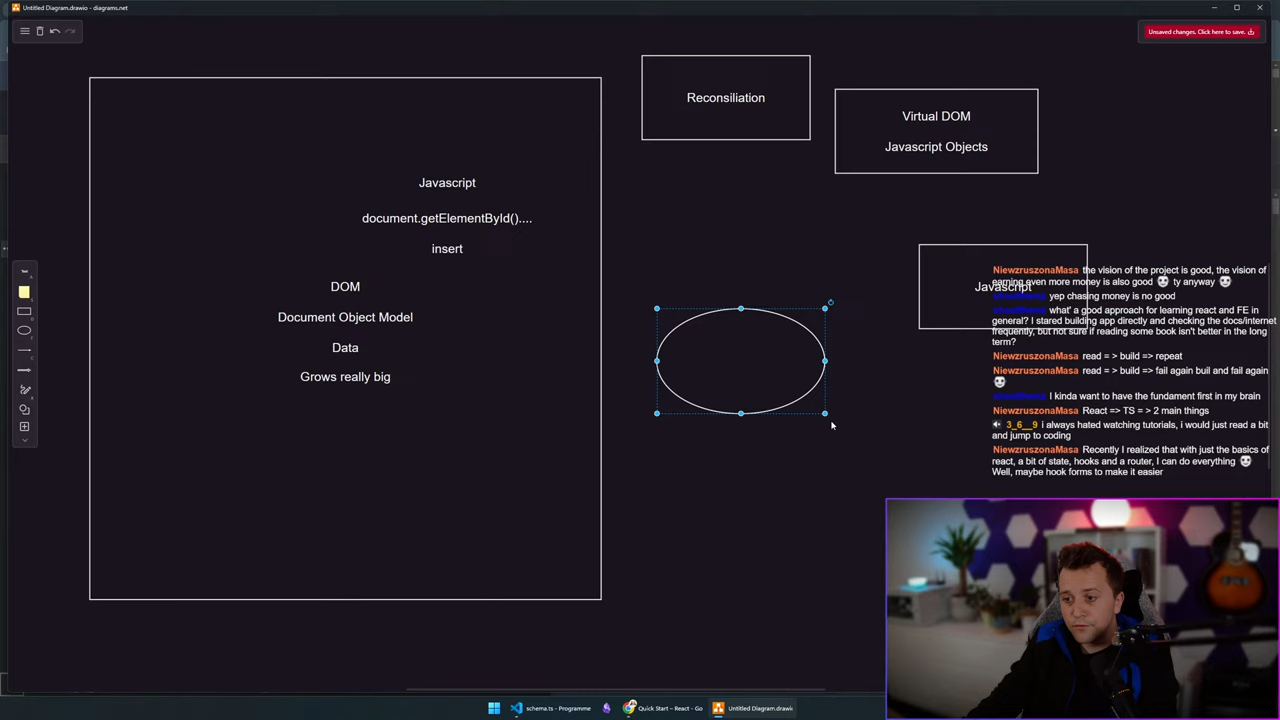 Untitled Diagram.drawio - diagrams.net
Unsaved changes. Click here to save.
Reconsiliation
Virtual DOM
Javascript Objects
Javascript
document.getElementById()....
insert
DOM
Document Object Model
Data
Grows really big
Javascript
NiewzruszonaMasa the vision of the project is good, the vision of
earning even more money is also good ty anyway
yep chasing money is no good
what' a good approach for learning react and FE in
general? I stared building app directly and checking the docs/internet
frequently, but not sure if reading some book isn't better in the long
term?
NiewzruszonaMasa read = > build => repeat
NiewzruszonaMasa read = > build => fail again buil and fail again
I kinda want to have the fundament first in my brain
NiewzruszonaMasa React => TS = > 2 main things
3_6__9 i always hated watching tutorials, i would just read a bit
and jump to coding
NiewzruszonaMasa Recently I realized that with just the basics of
react, a bit of state, hooks and a router, I can do everything
Well, maybe hook forms to make it easier
schema.ts - Programme
Quick Start – React - Go
Untitled Diagram.drawio